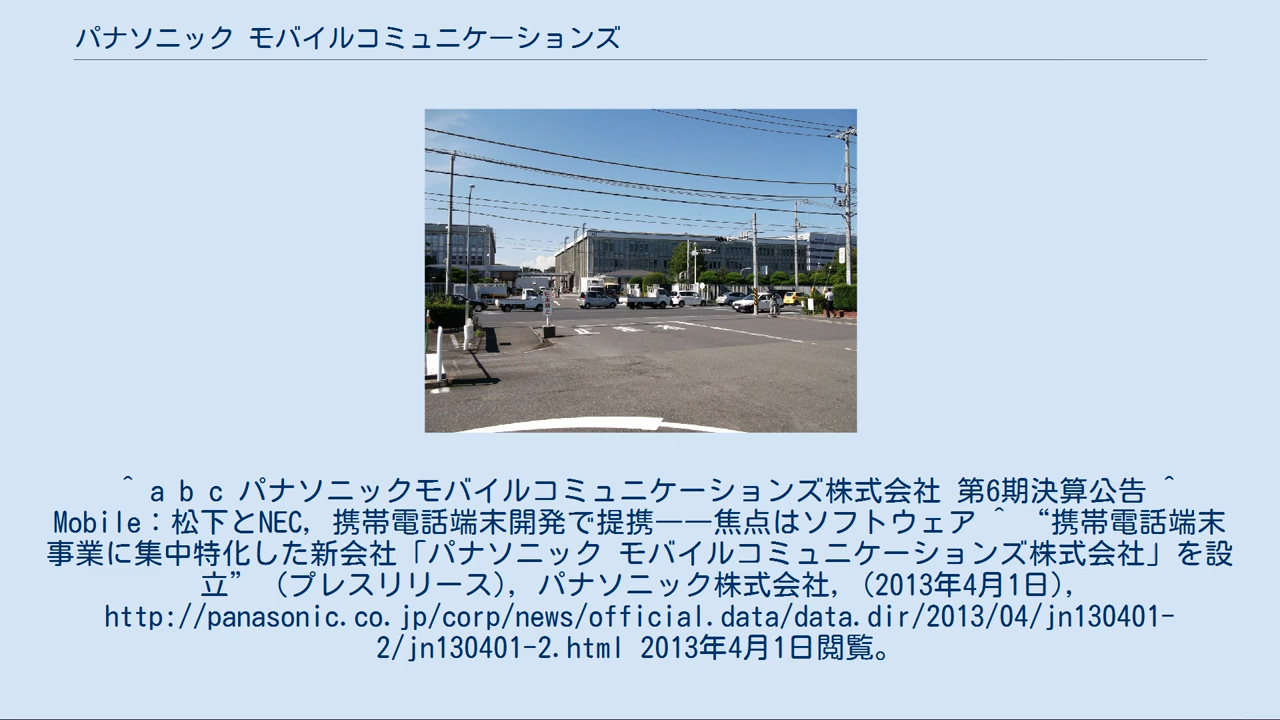 パナソニック モバイルコミュニケーションズ
^ a b c パナソニックモバイルコミュニケーションズ株式会社 第6期決算公告 ^
Mobile：松下とNEC，携帯電話端末開発で提携――焦点はソフトウェア ^ “携帯電話端末
事業に集中特化した新会社「パナソニック モバイルコミュニケーションズ株式会社」を設
立” （プレスリリース），パナソニック株式会社，（2013年4月1日），
http://panasonic.co.jp/corp/news/official.data/data.dir/2013/04/jn130401-
2/jn130401-2.html 2013年4月1日閲覧。